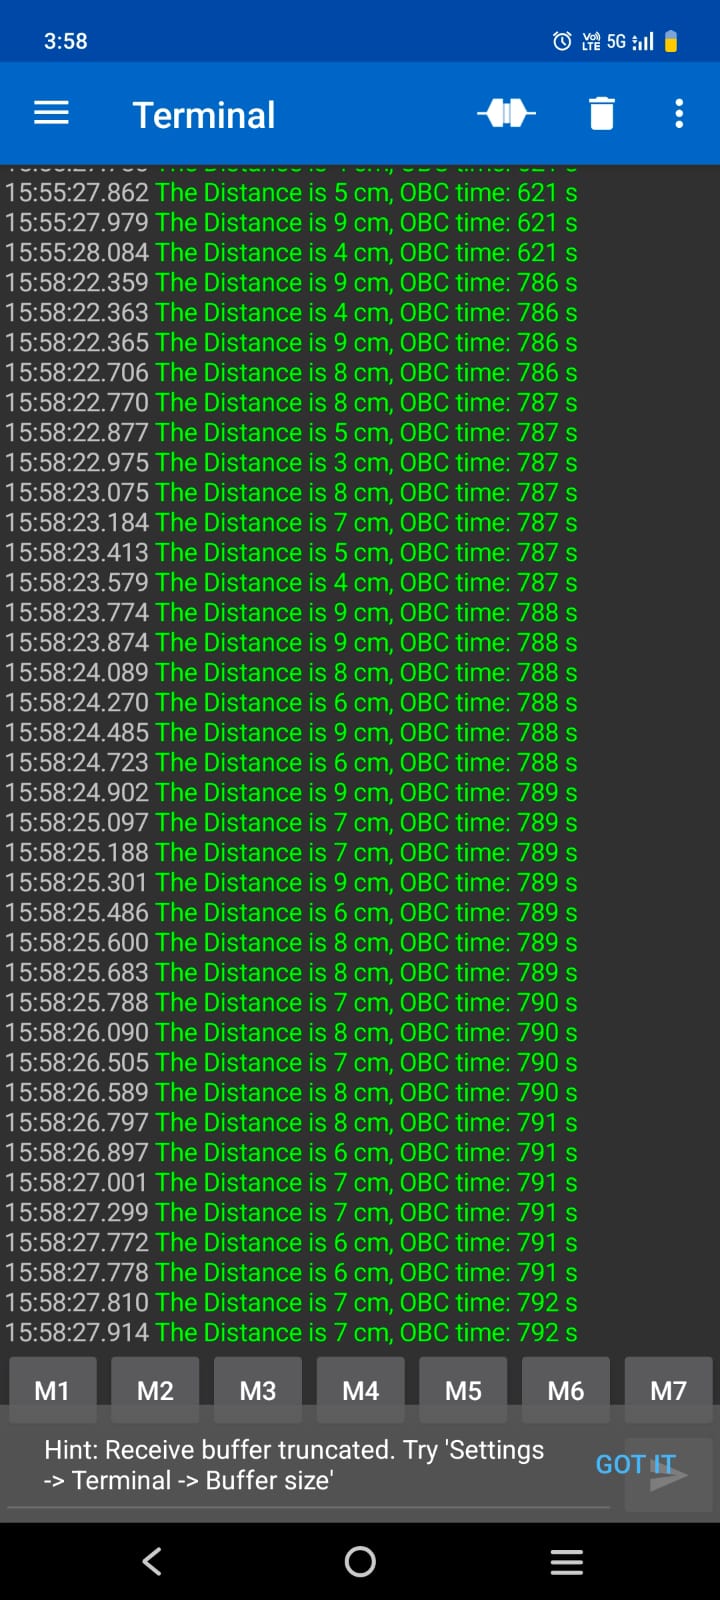 3:58
Vo)) LTE 5G
Terminal
15:55:27.862 The Distance is 5 cm, OBC time: 621 s
15:55:27.979 The Distance is 9 cm, OBC time: 621 s
15:55:28.084 The Distance is 4 cm, OBC time: 621 s
15:58:22.359 The Distance is 9 cm, OBC time: 786 s
15:58:22.363 The Distance is 4 cm, OBC time: 786 s
15:58:22.365 The Distance is 9 cm, OBC time: 786 s
15:58:22.706 The Distance is 8 cm, OBC time: 786 s
15:58:22.770 The Distance is 8 cm, OBC time: 787 s
15:58:22.877 The Distance is 5 cm, OBC time: 787 s
15:58:22.975 The Distance is 3 cm, OBC time: 787 s
15:58:23.075 The Distance is 8 cm, OBC time: 787 s
15:58:23.184 The Distance is 7 cm, OBC time: 787 s
15:58:23.413 The Distance is 5 cm, OBC time: 787 s
15:58:23.579 The Distance is 4 cm, OBC time: 787 s
15:58:23.774 The Distance is 9 cm, OBC time: 788 s
15:58:23.874 The Distance is 9 cm, OBC time: 788 s
15:58:24.089 The Distance is 8 cm, OBC time: 788 s
15:58:24.270 The Distance is 6 cm, OBC time: 788 s
15:58:24.485 The Distance is 9 cm, OBC time: 788 s
15:58:24.723 The Distance is 6 cm, OBC time: 788 s
15:58:24.902 The Distance is 9 cm, OBC time: 789 s
15:58:25.097 The Distance is 7 cm, OBC time: 789 s
15:58:25.188 The Distance is 7 cm, OBC time: 789 s
15:58:25.301 The Distance is 9 cm, OBC time: 789 s
15:58:25.486 The Distance is 6 cm, OBC time: 789 s
15:58:25.600 The Distance is 8 cm, OBC time: 789 s
15:58:25.683 The Distance is 8 cm, OBC time: 789 s
15:58:25.788 The Distance is 7 cm, OBC time: 790 s
15:58:26.090 The Distance is 8 cm, OBC time: 790 s
15:58:26.505 The Distance is 7 cm, OBC time: 790 s
15:58:26.589 The Distance is 8 cm, OBC time: 790 s
15:58:26.797 The Distance is 8 cm, OBC time: 791 s
15:58:26.897 The Distance is 6 cm, OBC time: 791 s
15:58:27.001 The Distance is 7 cm, OBC time: 791 s
15:58:27.299 The Distance is 7 cm, OBC time: 791 s
15:58:27.772 The Distance is 6 cm, OBC time: 791 s
15:58:27.778 The Distance is 6 cm, OBC time: 791 s
15:58:27.810 The Distance is 7 cm, OBC time: 792 s
15:58:27.914 The Distance is 7 cm, OBC time: 792 s
M1 M2 M3 M4 M5 M6 M7
Hint: Receive buffer truncated. Try 'Settings
-> Terminal -> Buffer size'
GOT IT